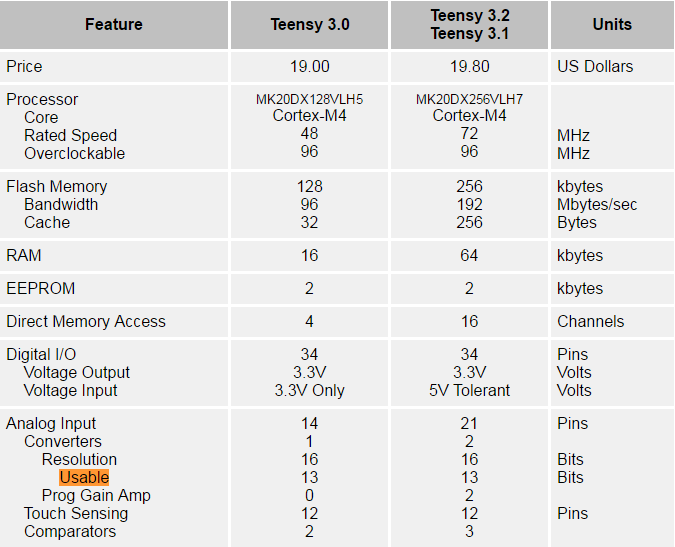 Feature Teensy 3.0 Teensy 3.2 Teensy 3.1 Units
Price 19.00 19.80 US Dollars
Processor MK20DX128VLH5 MK20DX256VLH7
Core Cortex-M4 Cortex-M4
Rated Speed 48 72 MHz
Overclockable 96 96 MHz
Flash Memory 128 256 kbytes
Bandwidth 96 192 Mbytes/sec
Cache 32 256 Bytes
RAM 16 64 kbytes
EEPROM 2 2 kbytes
Direct Memory Access 4 16 Channels
Digital I/O 34 34 Pins
Voltage Output 3.3V 3.3V Volts
Voltage Input 3.3V Only 5V Tolerant Volts
Analog Input 14 21 Pins
Converters 1 2
Resolution 16 16 Bits
Usable 13 13 Bits
Prog Gain Amp 0 2
Touch Sensing 12 12 Pins
Comparators 2 3